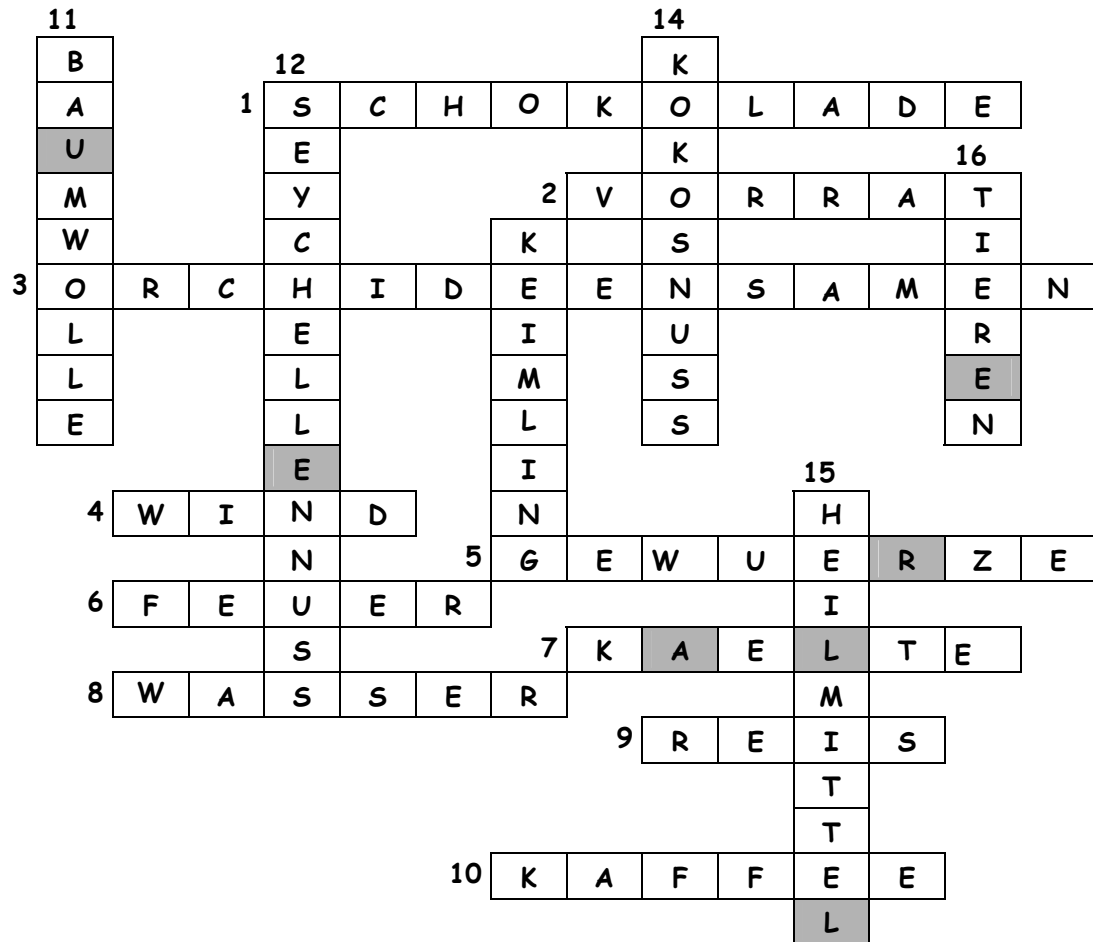 11 14
B 12 K
A 1 S C H O K O L A D E
U E K 16
M Y 2 V O R R A T
W C K S I
3 O R C H I D E E N S A M E N
L E I U R
L L M S E
E L L S N
E I 15
4 W I N D N H
N 5 G E W U E R Z E
6 F E U E R I
S 7 K A E L T E
8 W A S S E R M
9 R E I S
T
T
10 K A F F E E
L